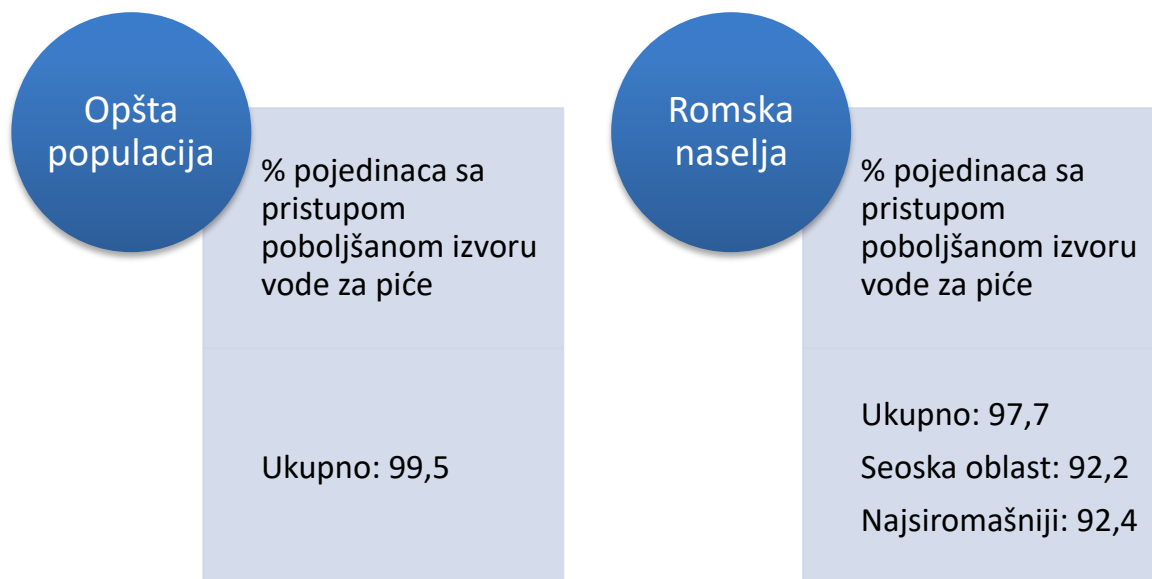 Opšta
populacija
% pojedinaca sa
pristupom
poboljšanom izvoru
vode za piće
Ukupno: 99,5
Romska
naselja
% pojedinaca sa
pristupom
poboljšanom izvoru
vode za piće
Ukupno: 97,7
Seoska oblast: 92,2
Najsiromašniji: 92,4